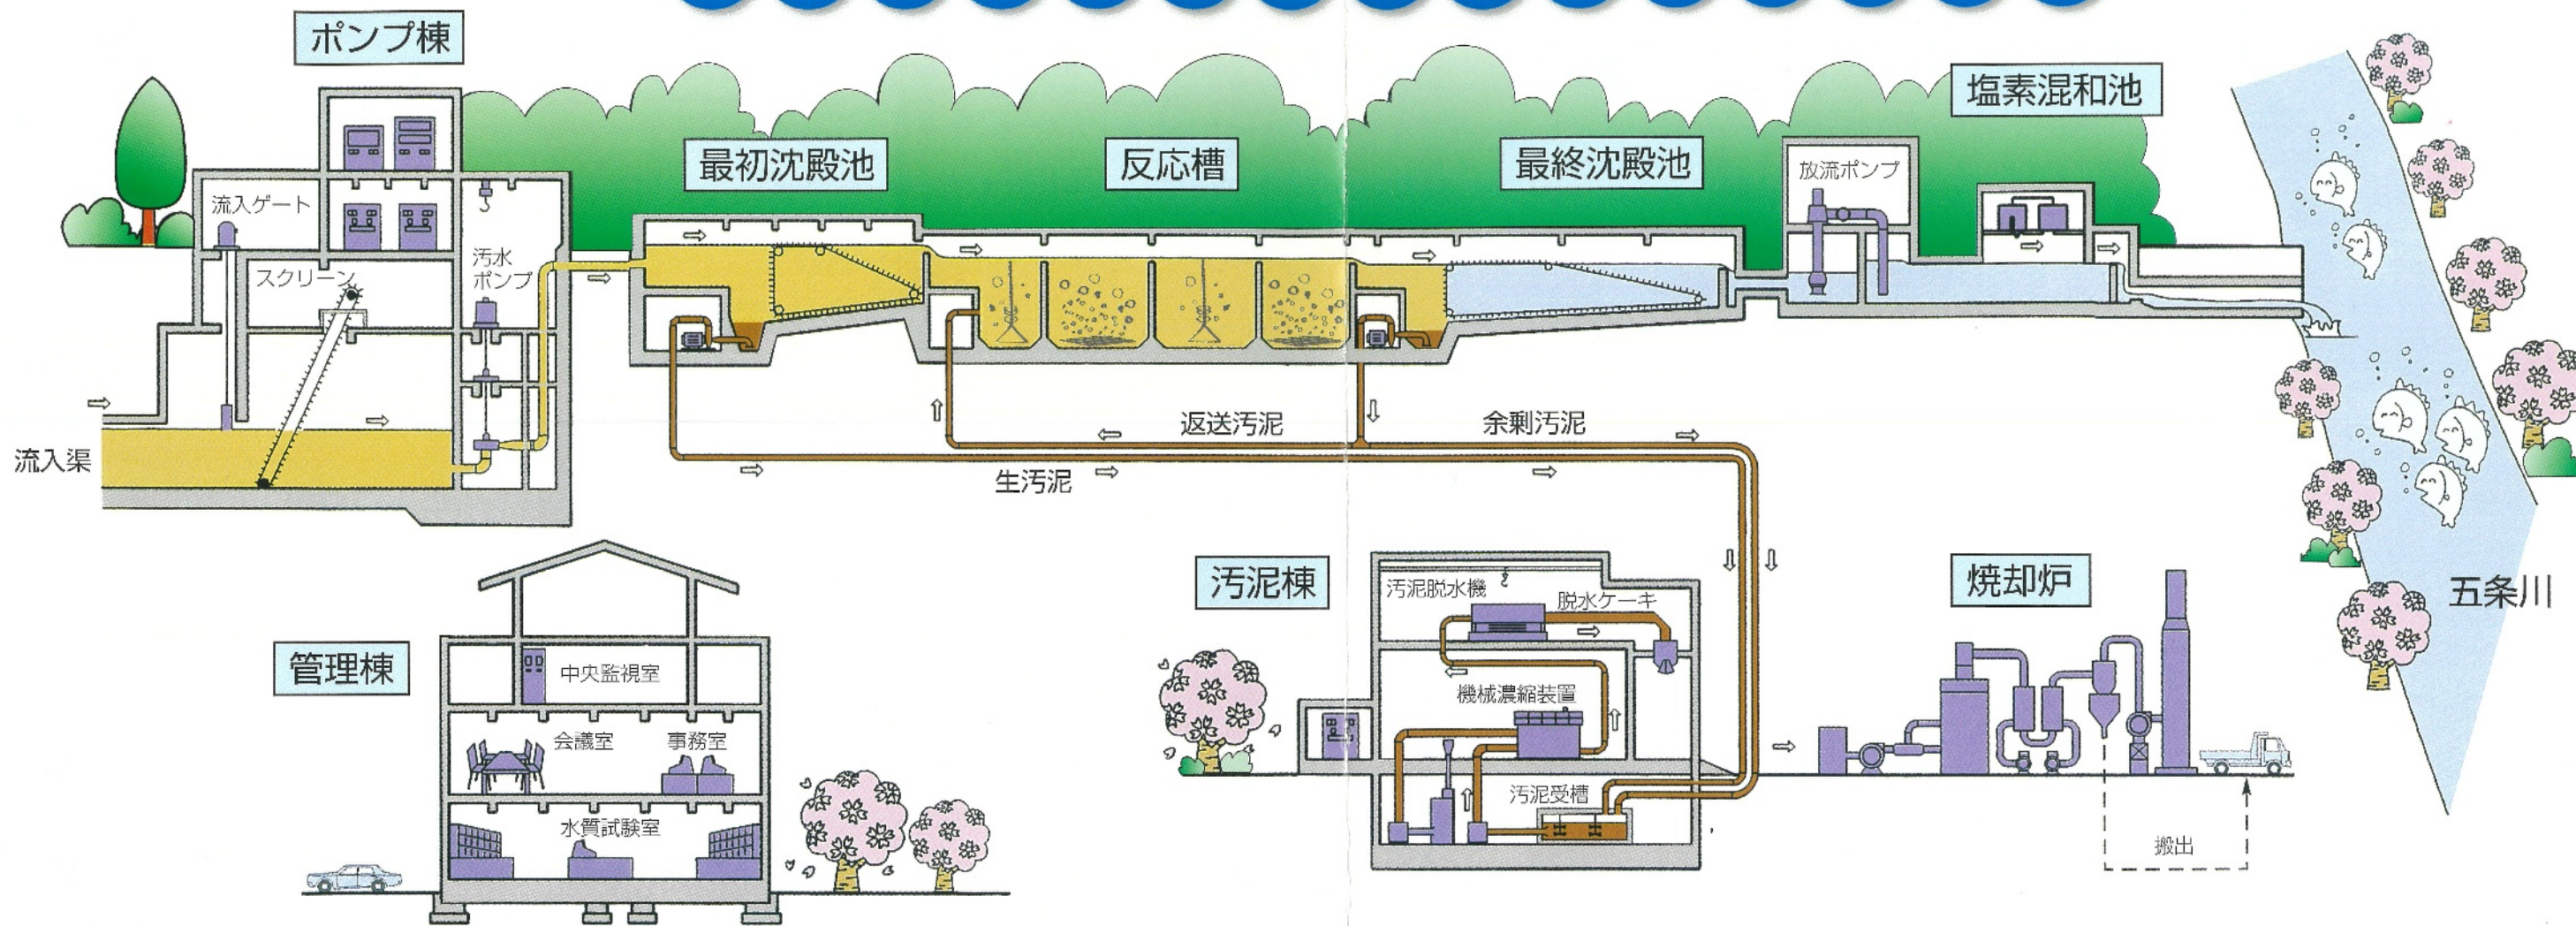 ポンプ棟
塩素混和池
最初沈殿池
反応槽
最終沈殿池
放流ポンプ
流入ゲート
汚水
ポンプ
スクリーン
返送汚泥
余剰汚泥
流入渠
生汚泥
汚泥棟
焼却炉
五条川
汚泥脱水機
脱水ケーキ
管理棟
中央監視室
機械濃縮装置
会議室
事務室
汚泥受槽
水質試験室
搬出